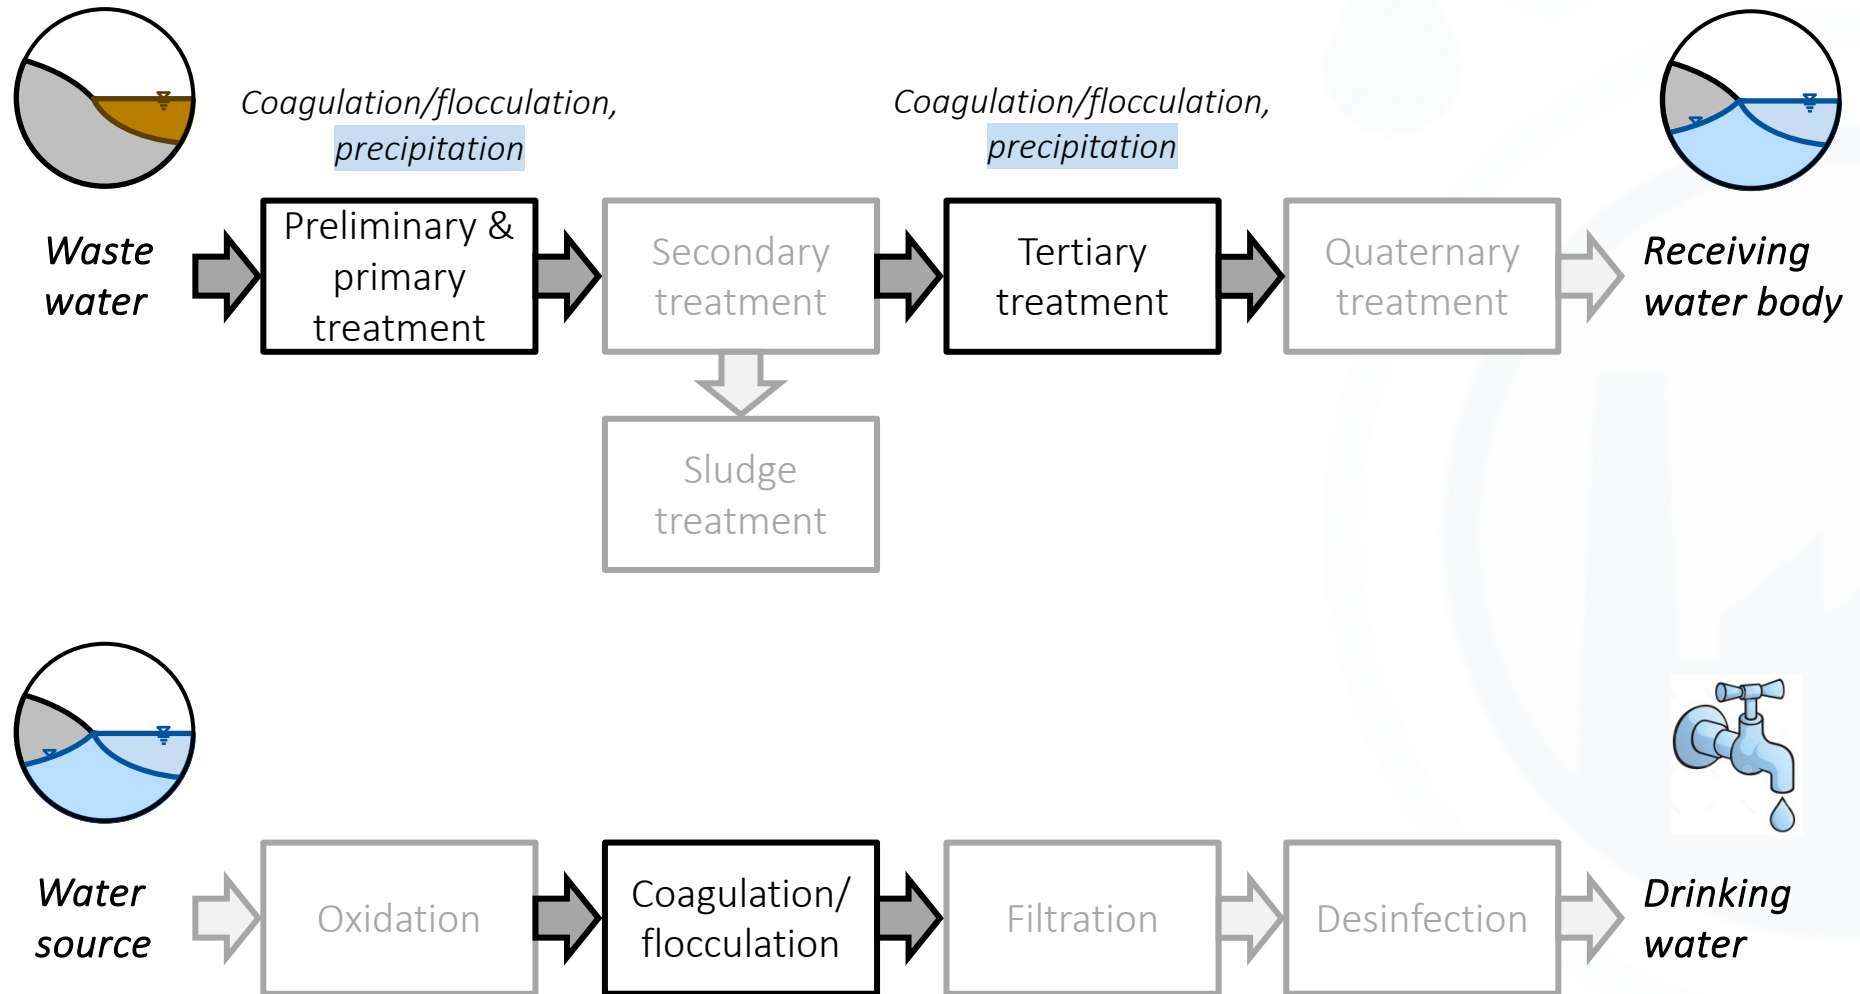 Coagulation/flocculation,
precipitation
Coagulation/flocculation,
precipitation
Waste
water
Preliminary &
primary
treatment
Secondary
treatment
Tertiary
treatment
Quaternary
treatment
Receiving
water body
Sludge
treatment
Water
source
Oxidation
Coagulation/
flocculation
Filtration
Desinfection
Drinking
water